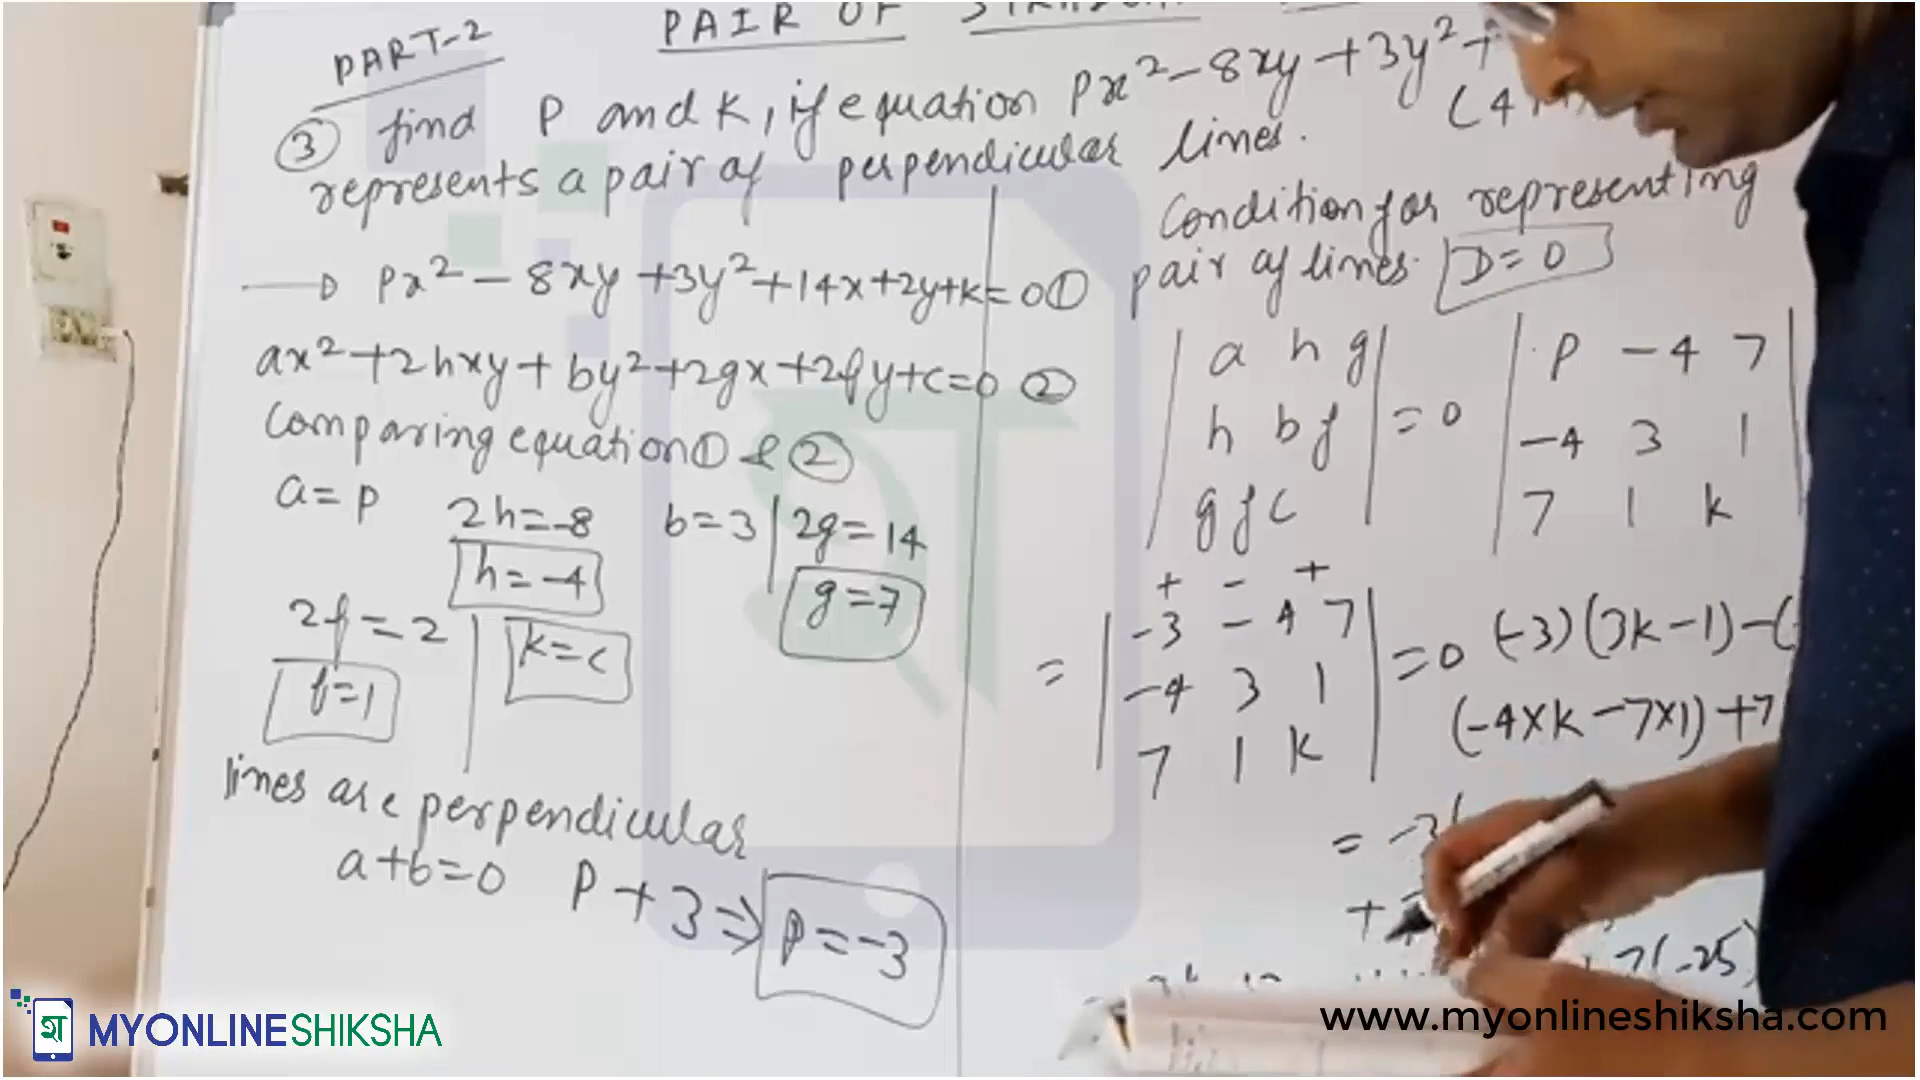 PART-2
PAIR OF
③ find P and K, if equation Px² - 8xy + 3y² +
represents a pair of perpendicular lines.
Px² - 8xy + 3y² + 14x + 2y + k = 0 ①
ax² + 2hxy + by² + 2gx + 2fy + c = 0 ②
Comparing equation ① & ②
a = p
2h = -8
b = 3
2g = 14
h = -4
g = 7
2f = 2
k = c
f = 1
lines are perpendicular
a + b = 0 P + 3 ⇒ P = -3
Condition for representing
pair of lines. D = 0
| a h g |
| h b f | = 0
| g f c |
| P -4 7 |
| -4 3 1 |
| 7 1 k |
+ - +
| -3 -4 7 |
= | -4 3 1 | = 0
| 7 1 k |
(-3)(3k-1)-(
(-4×k-7×1)+7
= -3(
+
7(-25)
MYONLINESHIKSHA
www.myonlineshiksha.com